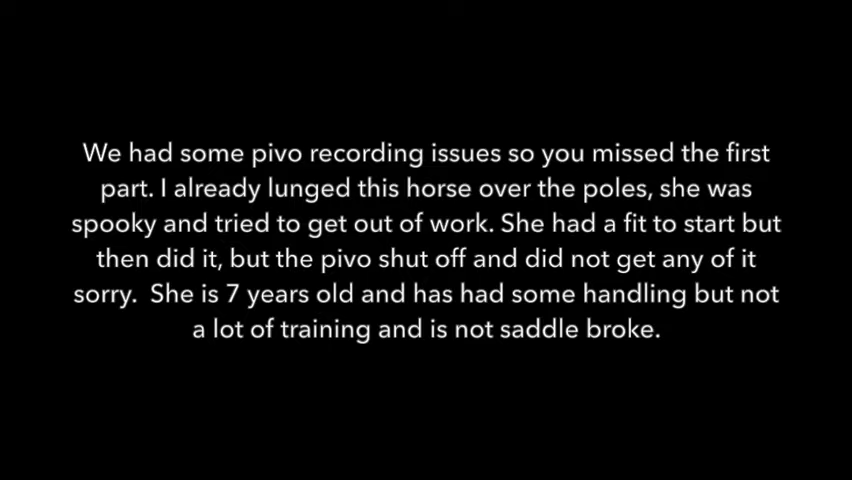 We had some pivo recording issues so you missed the first
part. I already lunged this horse over the poles, she was
spooky and tried to get out of work. She had a fit to start but
then did it, but the pivo shut off and did not get any of it
sorry.  She is 7 years old and has had some handling but not
a lot of training and is not saddle broke.